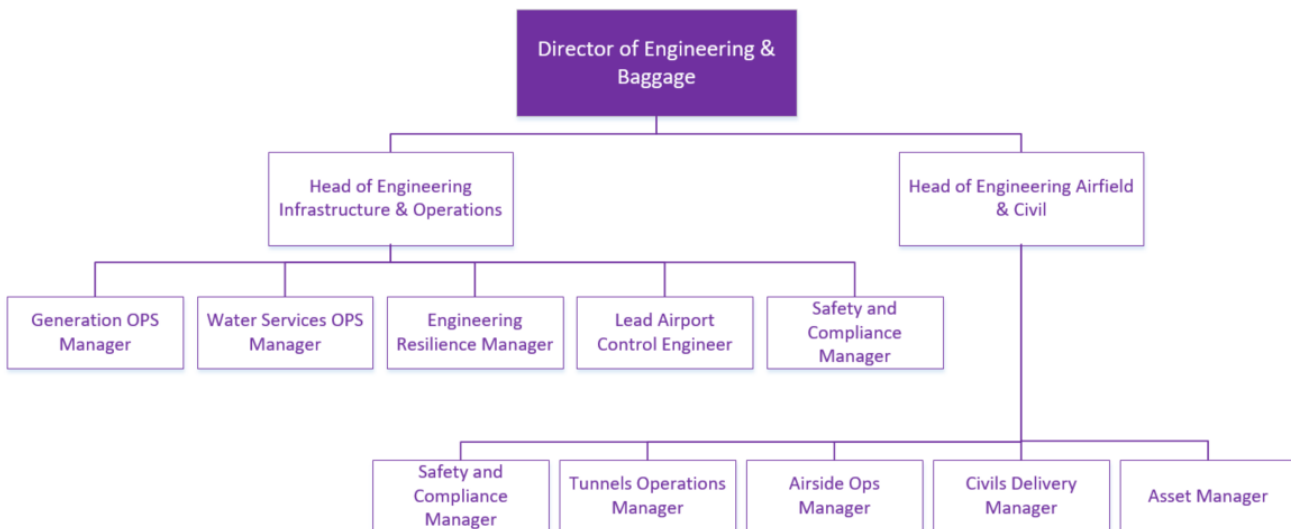 Director of Engineering &
Baggage
Head of Engineering
Infrastructure & Operations
Head of Engineering Airfield
& Civil
Generation OPS
Manager
Water Services OPS
Manager
Engineering
Resilience Manager
Lead Airport
Control Engineer
Safety and
Compliance
Manager
Safety and
Compliance
Manager
Tunnels Operations
Manager
Airside Ops
Manager
Civils Delivery
Manager
Asset Manager